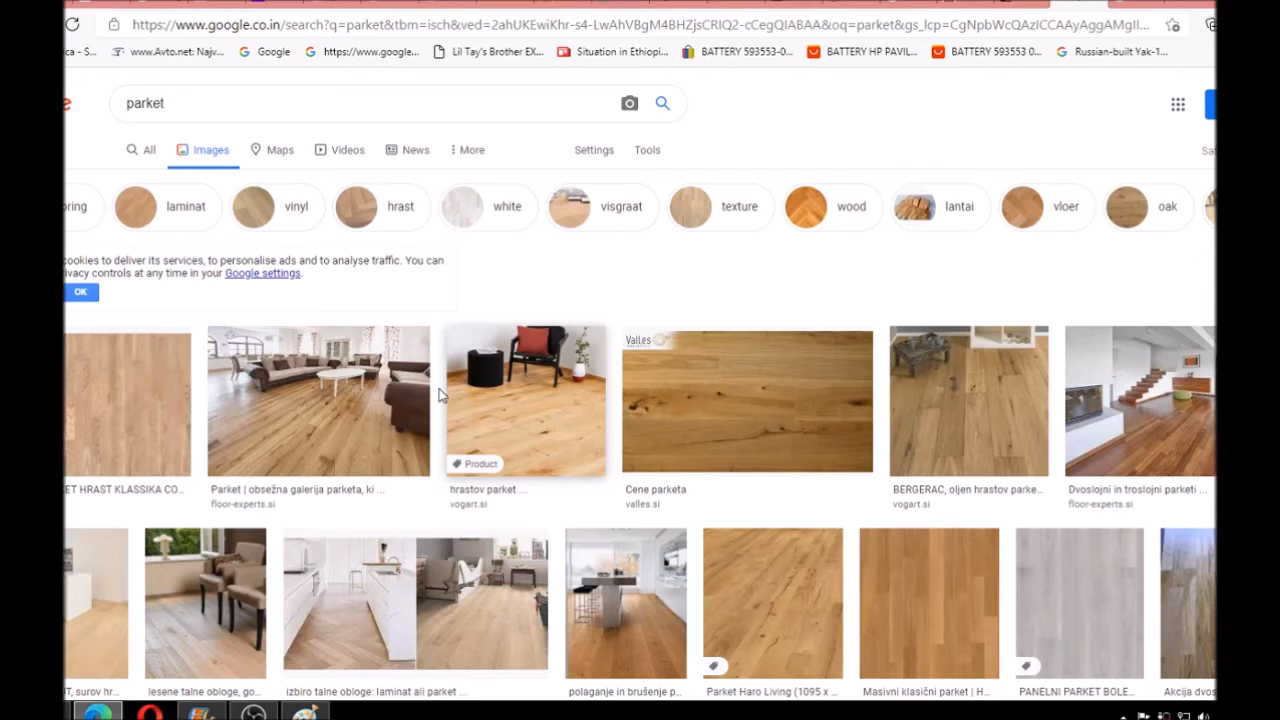 https://www.google.co.in/search?q=parket&tbm=isch&ved=2ahUKEwiKhr-s4-LwAhVBgM4BHZjsCRIQ2-cCegQIABAA&oq=parket&gs_lcp=CgNpbWcQAzICCAAyAggAMgII...
ca - S...
www.Avto.net: Najv...
Google
https://www.google...
Lil Tay's Brother EX...
Situation in Ethiopi...
BATTERY 593553-0...
BATTERY HP PAVIL...
BATTERY 593553 0...
Russian-built Yak-1...
e
parket
All
Images
Maps
Videos
News
More
Settings
Tools
ring
laminat
vinyl
hrast
white
visgraat
texture
wood
lantai
vloer
oak
cookies to deliver its services, to personalise ads and to analyse traffic. You can
ivacy controls at any time in your Google settings.
OK
Valles
Product
ET HRAST KLASSIKA CO...
Parket | obsežna galerija parketa, ki ...
floor-experts.si
hrastov parket ...
vogart.si
Cene parketa
valles.si
BERGERAC, oljen hrastov parke...
vogart.si
Dvoslojni in troslojni parketi ...
floor-experts.si
T, surov hr...
lesene talne obloge, go...
izbiro talne obloge: laminat ali parket ...
polaganje in brušenje p...
Parket Haro Living (1095 x ...
Masivni klasični parket | H...
PANELNI PARKET BOLE...
Akcija dvos